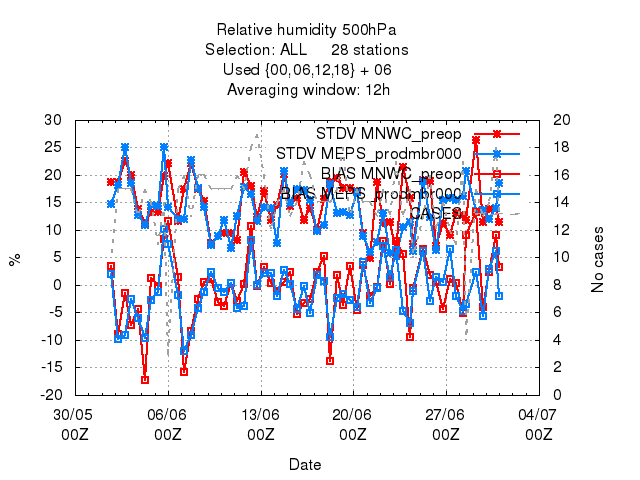 Relative humidity 500hPa
Selection: ALL 28 stations
Used {00,06,12,18} + 06
Averaging window: 12h
30 20
25 18
20 16
15 14
10 12
5 10
0 8
-5 6
-10 4
-15 2
-20 0
STDV MNWC_preop
STDV MEPS_prodmbr000
BIAS MNWC_preop
BIAS MEPS_prodmbr000
CASES
%
No cases
30/05 06/06 13/06 20/06 27/06 04/07
00Z 00Z 00Z 00Z 00Z 00Z
Date